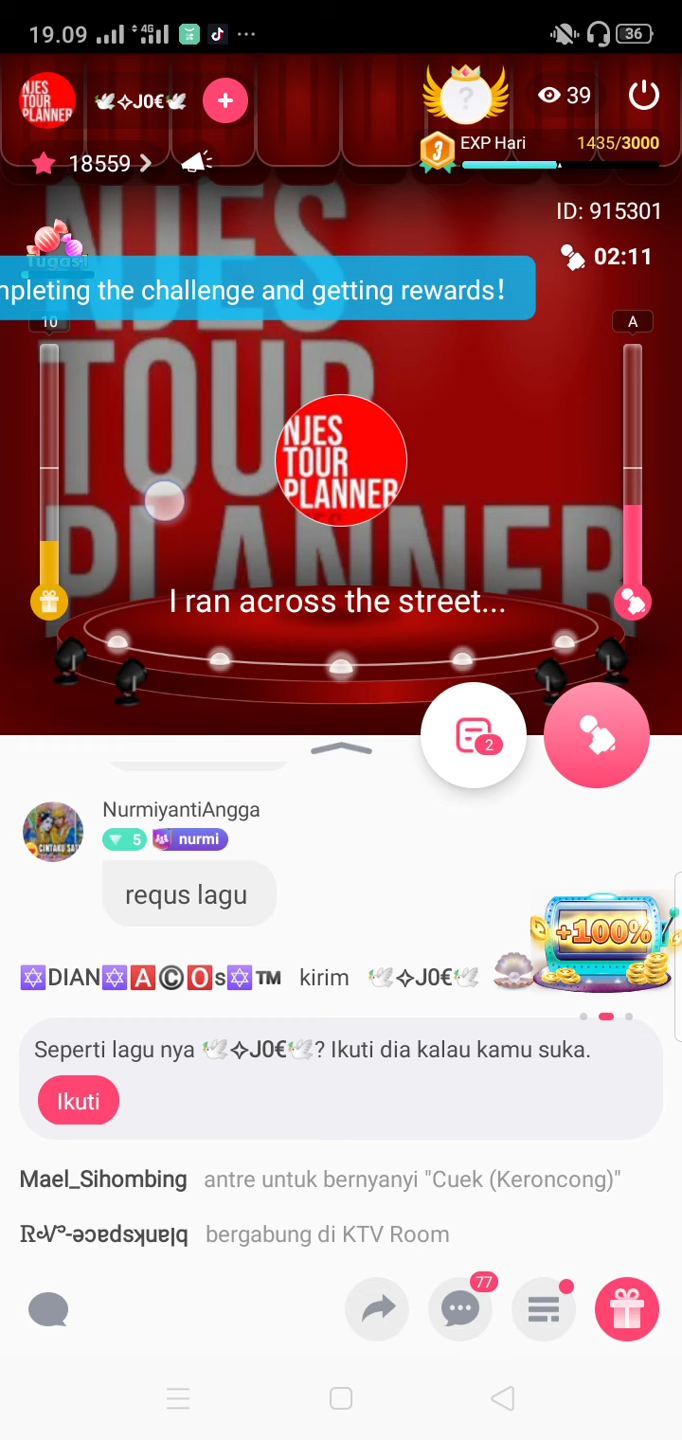 19.09 4G 36
NJES
TOUR
PLANNER
🕊️✧J0€🕊️ + ? 39
3 EXP Hari 1435/3000
18559
ID: 915301
Tugas
02:11
mpleting the challenge and getting rewards!
10 A
NJES
TOUR
PLANNER
NJES
TOUR
PLANNER
I ran across the street...
2
NurmiyantiAngga
5 nurmi
CINTAKU SA
requs lagu
+100%
🔯DIAN🔯🅰️©️🅾️s🔯™️ kirim 🕊️✧J0€🕊️
Seperti lagu nya 🕊️✧J0€🕊️? Ikuti dia kalau kamu suka.
Ikuti
Mael_Sihombing antre untuk bernyanyi "Cuek (Keroncong)"
bergabung di KTV Room
77